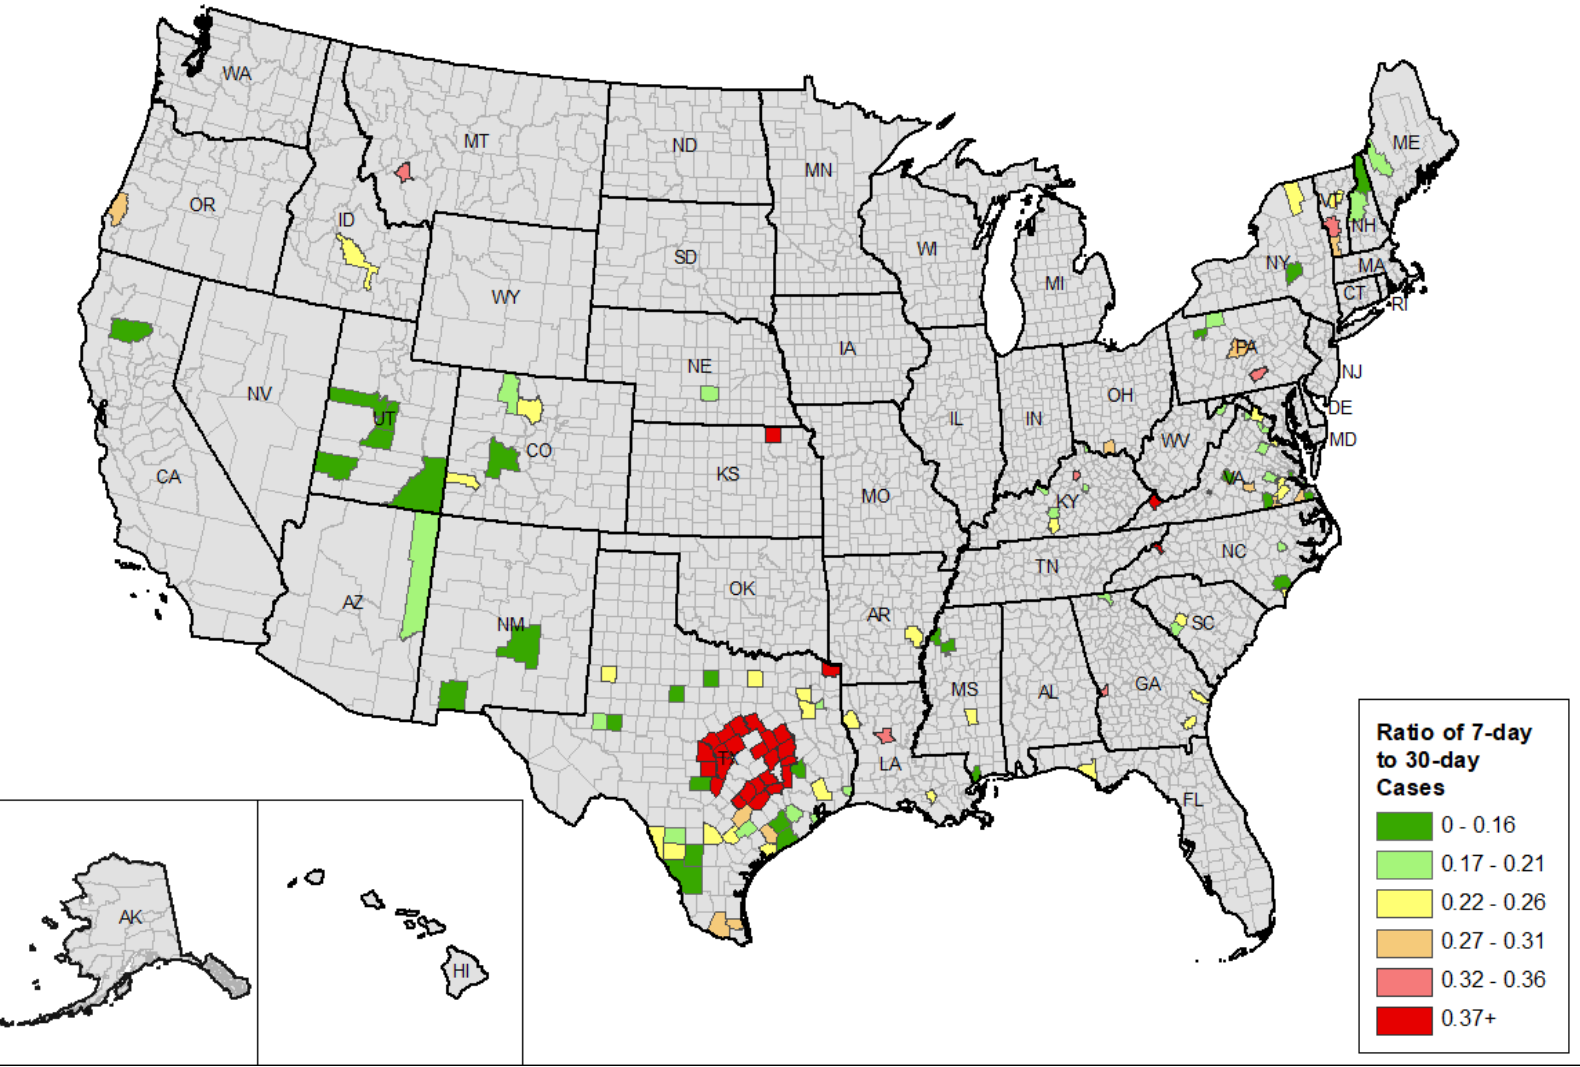 WA
MT
ND
MN
ME
OR
ID
SD
WI
MI
VT
NH
NY
MA
CT
RI
WY
NE
IA
PA
NJ
NV
UT
CO
IL
IN
OH
DE
MD
WV
CA
KS
MO
KY
VA
AZ
NM
OK
AR
TN
NC
SC
MS
AL
GA
TX
LA
FL
AK
HI
Ratio of 7-day
to 30-day
Cases
0 - 0.16
0.17 - 0.21
0.22 - 0.26
0.27 - 0.31
0.32 - 0.36
0.37+